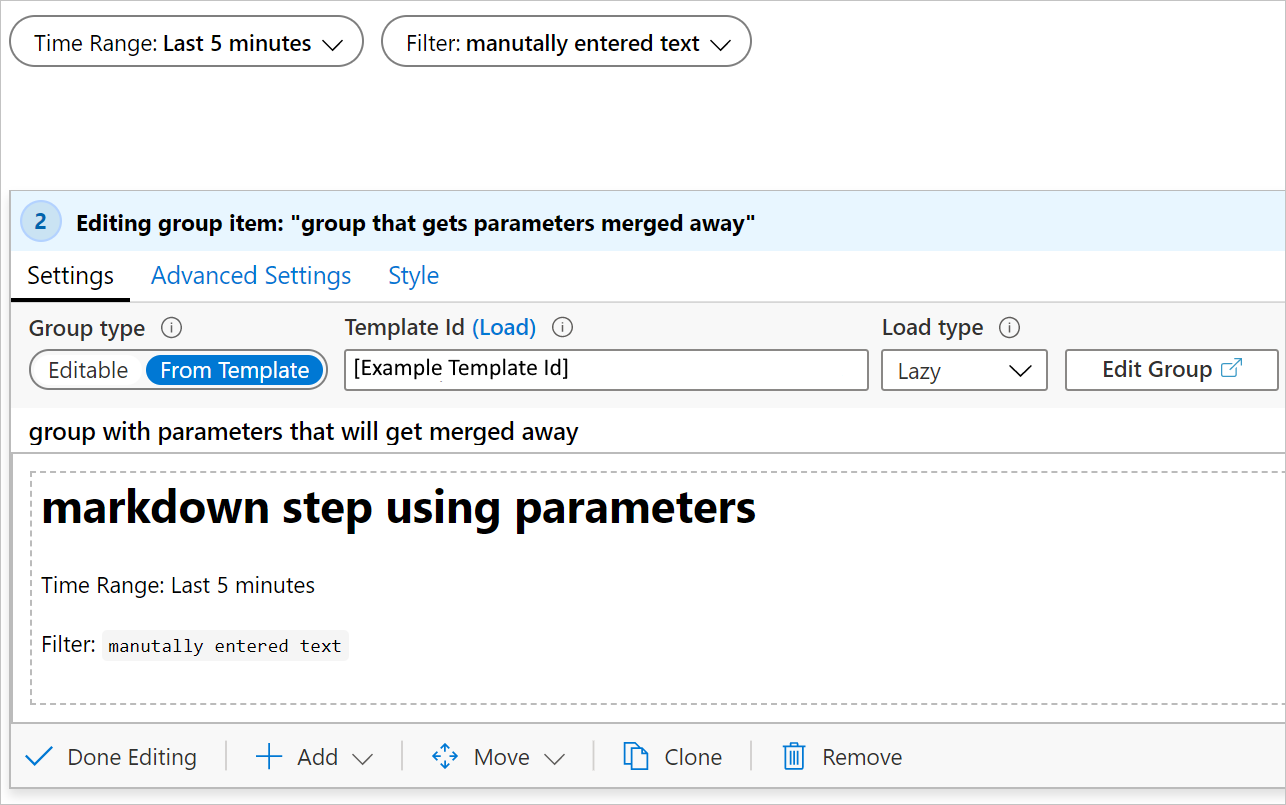 Time Range: Last 5 minutes Filter: manutally entered text
2 Editing group item: "group that gets parameters merged away"
Settings Advanced Settings Style
Group type Template Id (Load) Load type
Editable From Template [Example Template Id] Lazy Edit Group
group with parameters that will get merged away
markdown step using parameters
Time Range: Last 5 minutes
Filter: manutally entered text
Done Editing Add Move Clone Remove